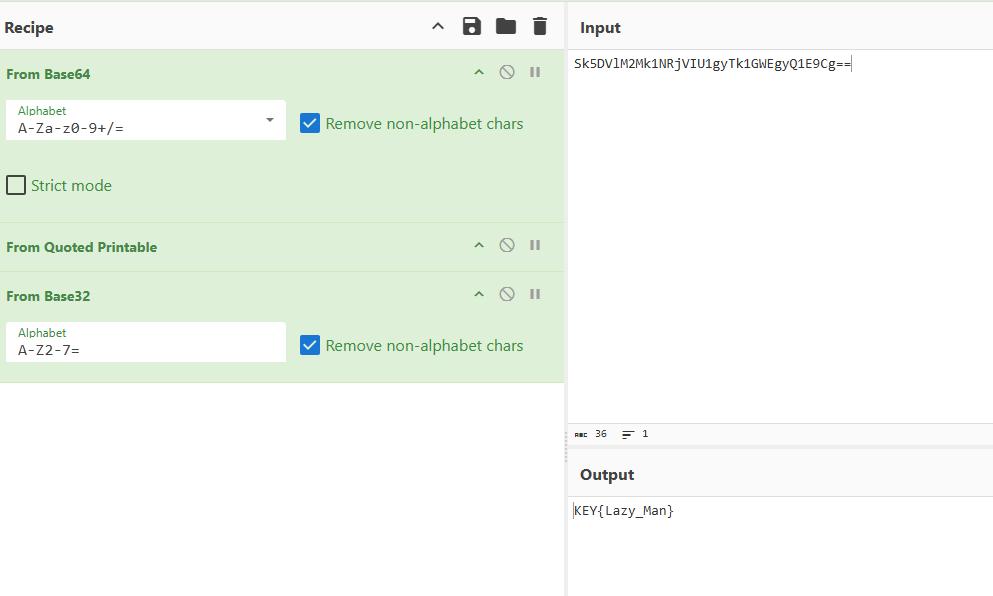 Recipe
From Base64
Alphabet
A-Za-z0-9+/=
Remove non-alphabet chars
Strict mode
From Quoted Printable
From Base32
Alphabet
A-Z2-7=
Remove non-alphabet chars
Input
Sk5DVlM2Mk1NRjVIU1gyTk1GWEgyQ1E9Cg==
ABC 36 1
Output
KEY{Lazy_Man}